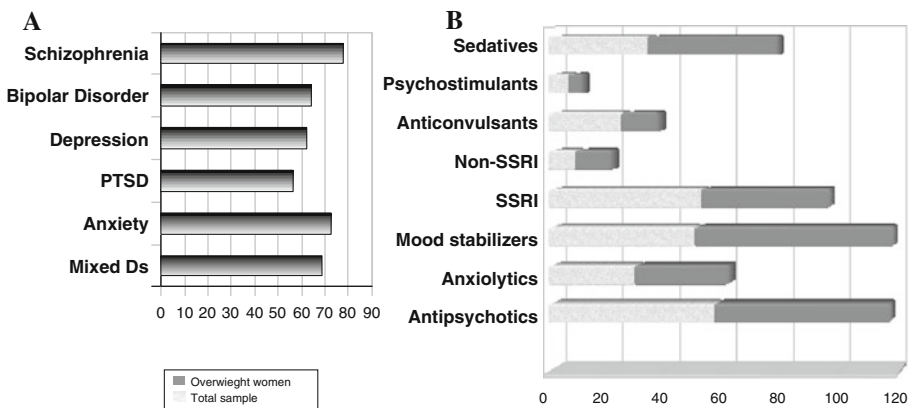 A
Schizophrenia
Bipolar Disorder
Depression
PTSD
Anxiety
Mixed Ds
0 10 20 30 40 50 60 70 80 90
Overwieght women
Total sample
B
Sedatives
Psychostimulants
Anticonvulsants
Non-SSRI
SSRI
Mood stabilizers
Anxiolytics
Antipsychotics
0 20 40 60 80 100 120